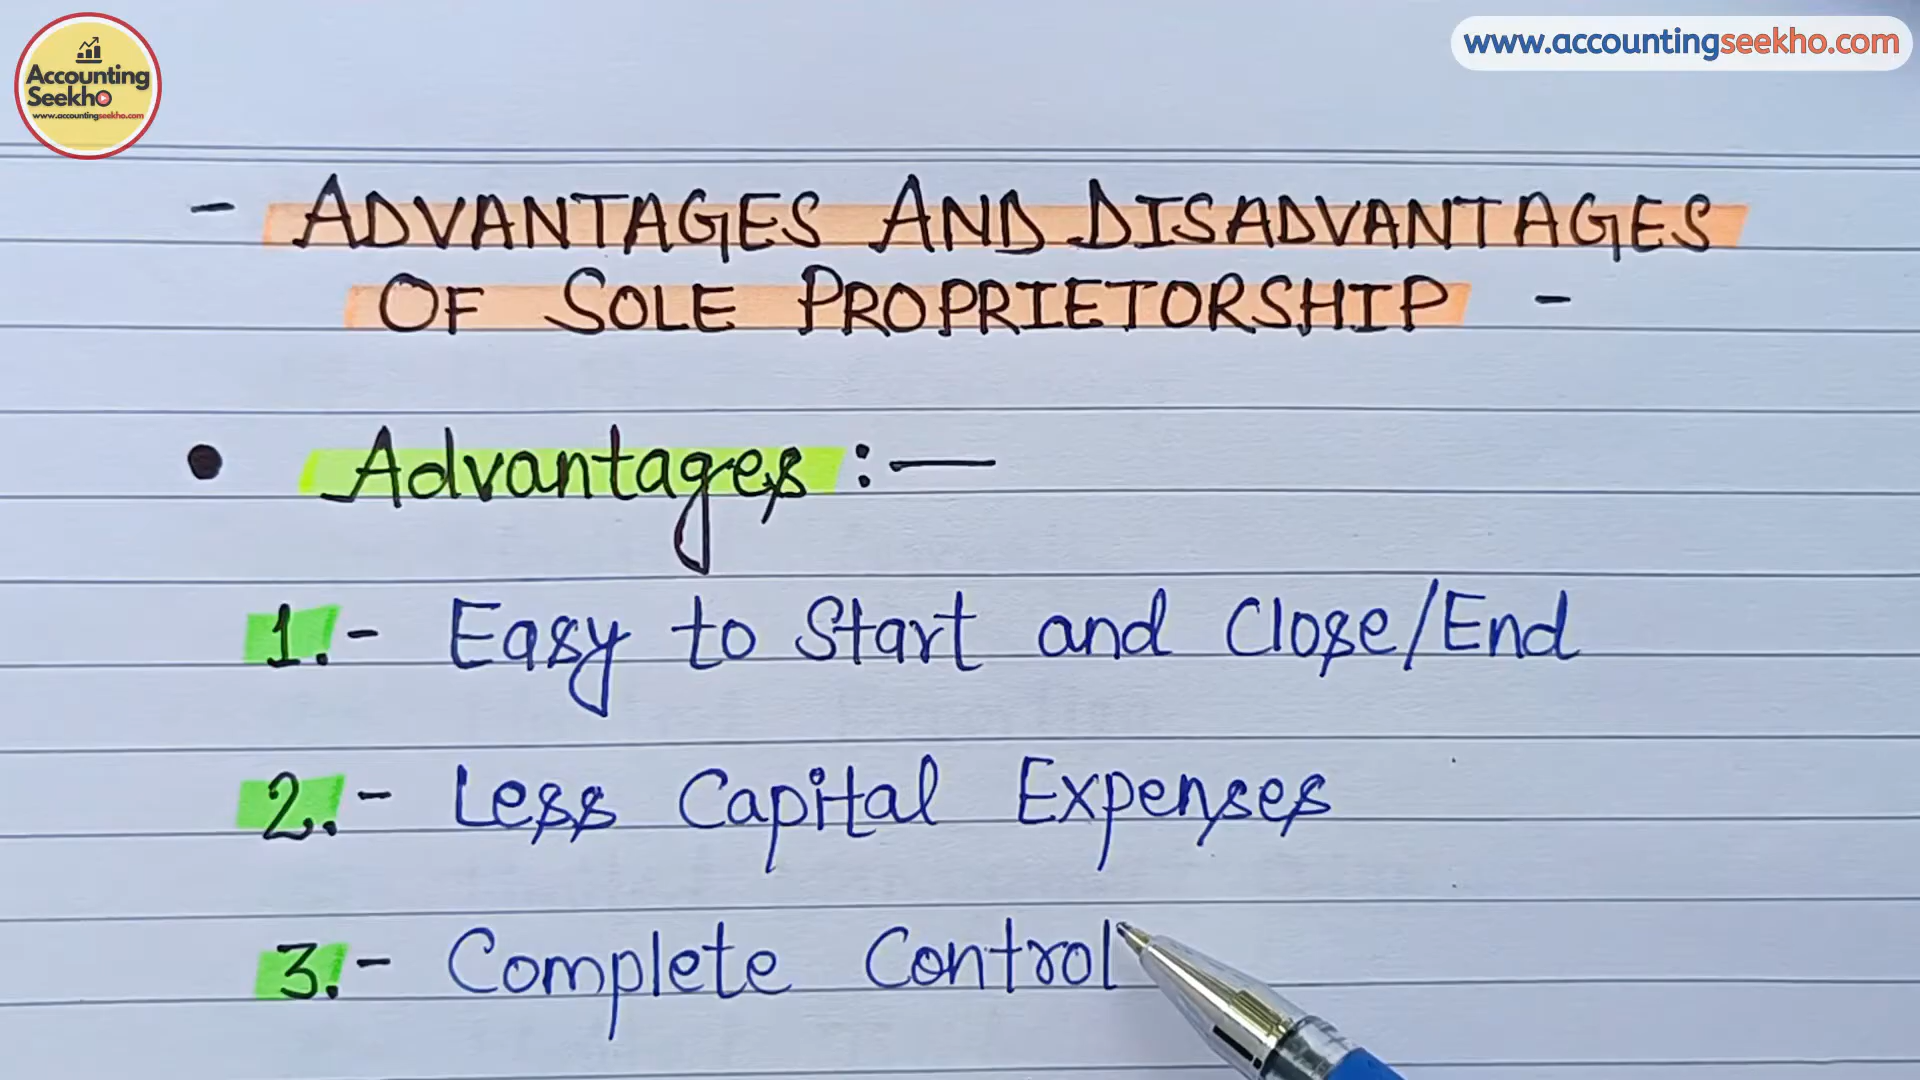 Accounting
Seekho
www.accountingseekho.com
www.accountingseekho.com
- ADVANTAGES AND DISADVANTAGES
OF SOLE PROPRIETORSHIP -
• Advantages :—
1.- Easy to Start and Close/End
2.- Less Capital Expenses
3.- Complete Control